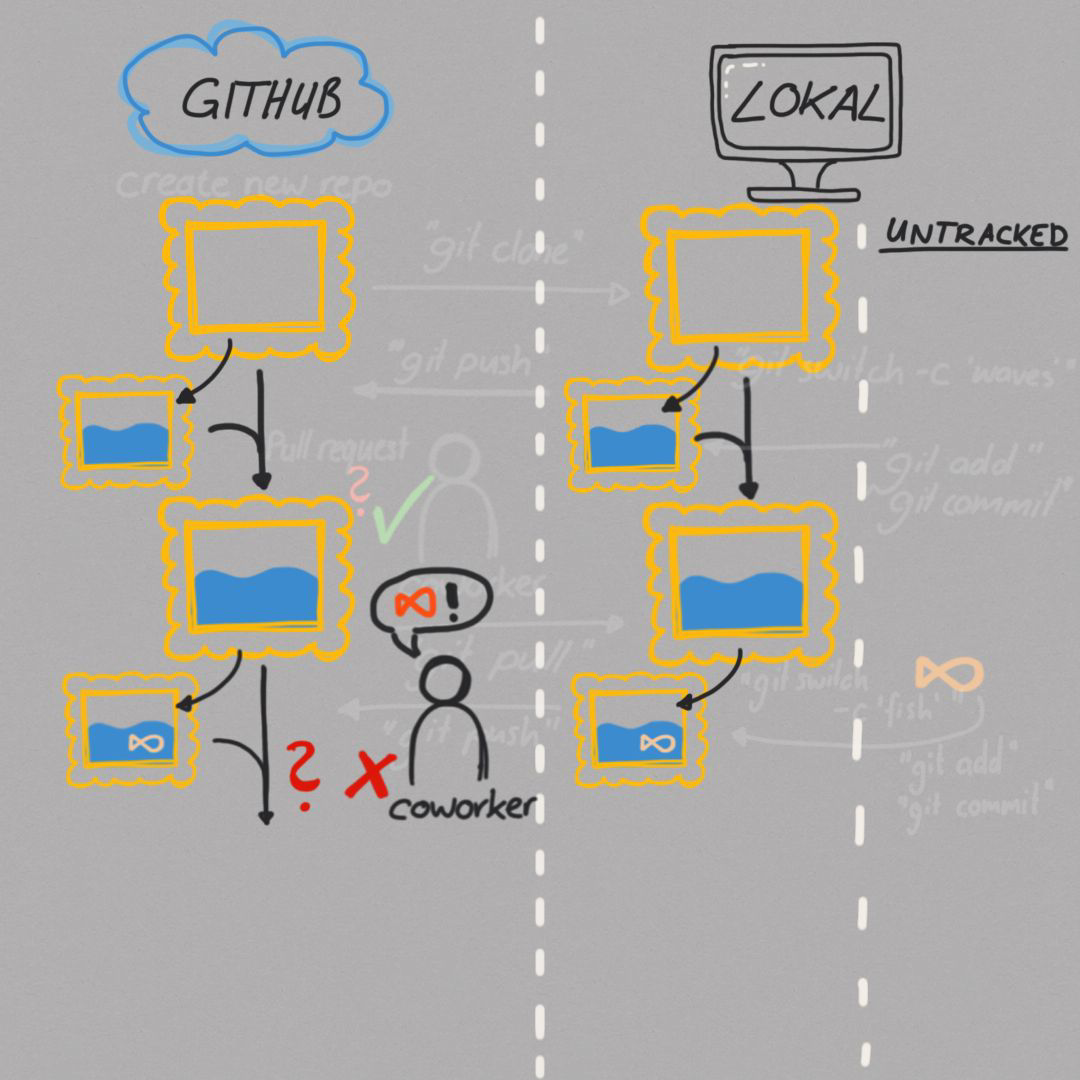 GITHUB
LOKAL
create new repo
UNTRACKED
"git clone"
"git push"
"git switch -c 'waves'"
Pull request
"git add"
"git commit"
?
!
"git pull"
"git switch
-c 'fish'"
"git push"
"git add"
"git commit"
?
X
coworker